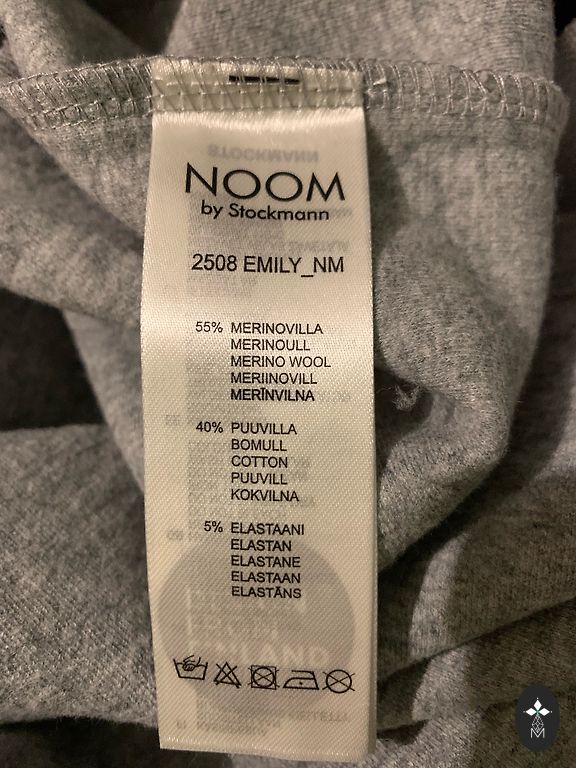 NOOM
by Stockmann
2508 EMILY_NM
55% MERINOVILLA
MERINOULL
MERINO WOOL
MERIINOVILL
MERĪNVILNA
40% PUUVILLA
BOMULL
COTTON
PUUVILL
KOKVILNA
5% ELASTAANI
ELASTAN
ELASTANE
ELASTAAN
ELASTĀNS
M